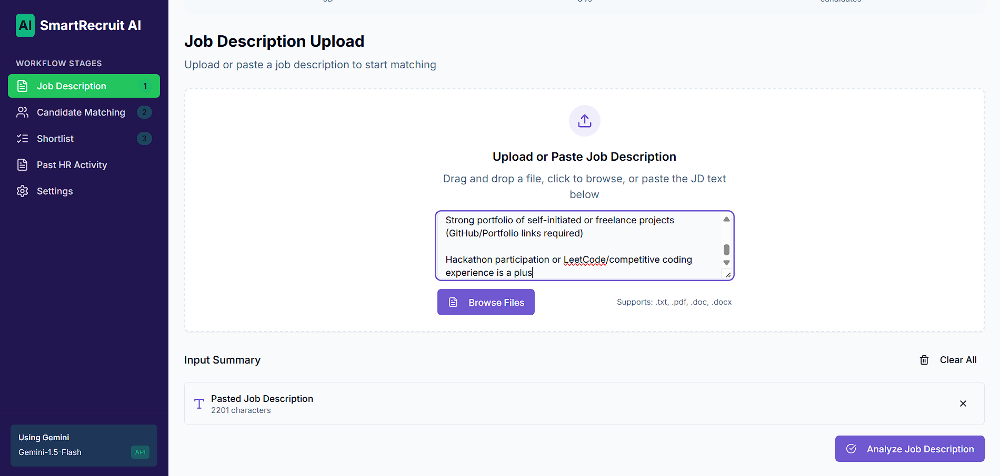 AI SmartRecruit AI
WORKFLOW STAGES
Job Description 1
Candidate Matching 2
Shortlist 3
Past HR Activity
Settings
Using Gemini
Gemini-1.5-Flash
API
JD
CVs
candidates
Job Description Upload
Upload or paste a job description to start matching
Upload or Paste Job Description
Drag and drop a file, click to browse, or paste the JD text
below
Strong portfolio of self-initiated or freelance projects
(GitHub/Portfolio links required)
Hackathon participation or LeetCode/competitive coding
experience is a plus
Browse Files
Supports: .txt, .pdf, .doc, .docx
Input Summary
Clear All
Pasted Job Description
2201 characters
Analyze Job Description